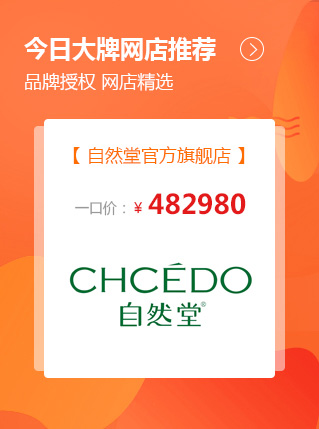 今日大牌网店推荐
品牌授权 网店精选
【 自然堂官方旗舰店 】
一口价：¥ 482980
CHCÉDO
自然堂®